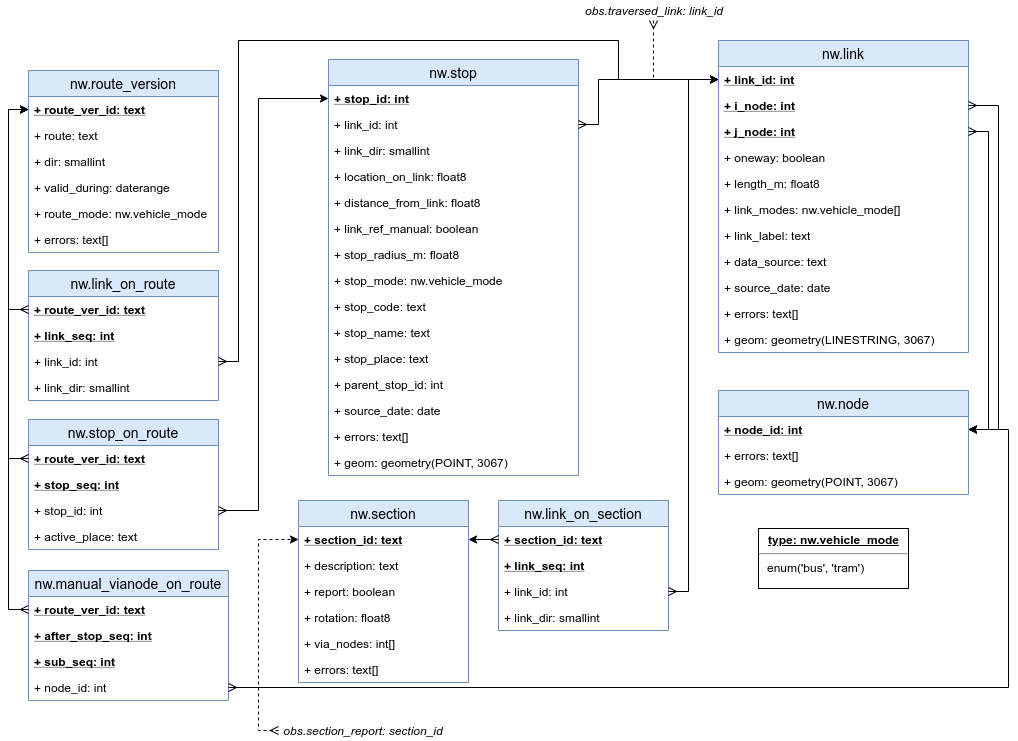 obs.traversed_link: link_id
nw.route_version
+ route_ver_id: text
+ route: text
+ dir: smallint
+ valid_during: daterange
+ route_mode: nw.vehicle_mode
+ errors: text[]
nw.link_on_route
+ route_ver_id: text
+ link_seq: int
+ link_id: int
+ link_dir: smallint
nw.stop_on_route
+ route_ver_id: text
+ stop_seq: int
+ stop_id: int
+ active_place: text
nw.manual_vianode_on_route
+ route_ver_id: text
+ after_stop_seq: int
+ sub_seq: int
+ node_id: int
nw.stop
+ stop_id: int
+ link_id: int
+ link_dir: smallint
+ location_on_link: float8
+ distance_from_link: float8
+ link_ref_manual: boolean
+ stop_radius_m: float8
+ stop_mode: nw.vehicle_mode
+ stop_code: text
+ stop_name: text
+ stop_place: text
+ parent_stop_id: int
+ source_date: date
+ errors: text[]
+ geom: geometry(POINT, 3067)
nw.section
+ section_id: text
+ description: text
+ report: boolean
+ rotation: float8
+ via_nodes: int[]
+ errors: text[]
nw.link_on_section
+ section_id: text
+ link_seq: int
+ link_id: int
+ link_dir: smallint
nw.link
+ link_id: int
+ i_node: int
+ j_node: int
+ oneway: boolean
+ length_m: float8
+ link_modes: nw.vehicle_mode[]
+ link_label: text
+ data_source: text
+ source_date: date
+ errors: text[]
+ geom: geometry(LINESTRING, 3067)
nw.node
+ node_id: int
+ errors: text[]
+ geom: geometry(POINT, 3067)
type: nw.vehicle_mode
enum('bus', 'tram')
obs.section_report: section_id